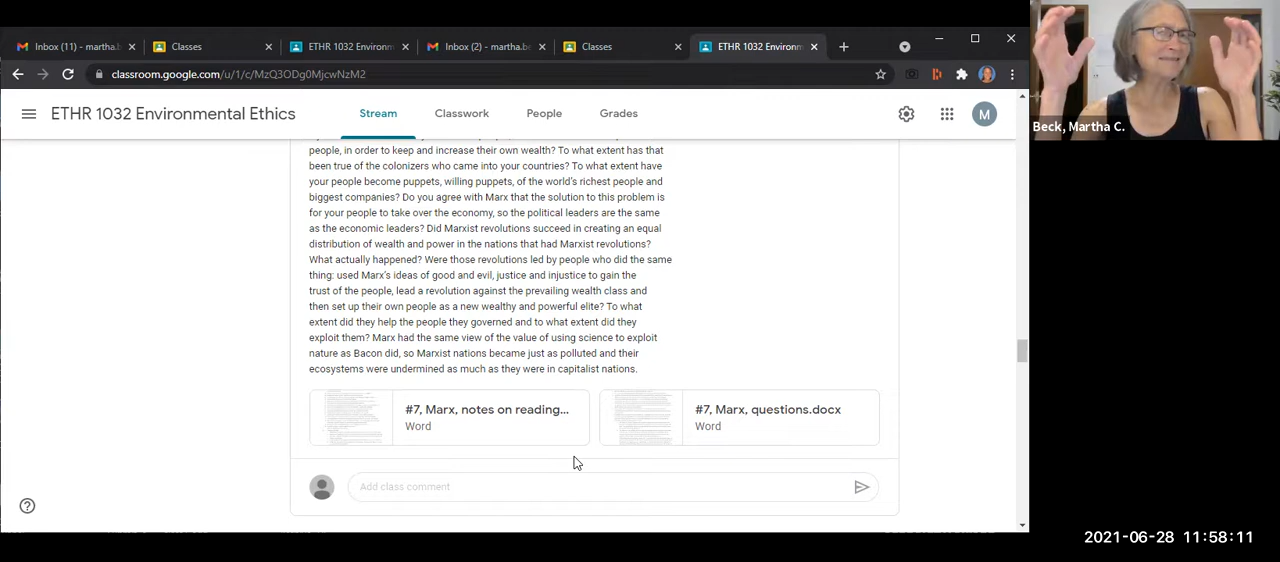 Inbox (11) - martha.b
Classes
ETHR 1032 Environm
Inbox (2) - martha.be
Classes
ETHR 1032 Environm
classroom.google.com/u/1/c/MzQ3ODg0MjcwNzM2
Beck, Martha C.
ETHR 1032 Environmental Ethics
Stream
Classwork
People
Grades
M
people, in order to keep and increase their own wealth? To what extent has that
been true of the colonizers who came into your countries? To what extent have
your people become puppets, willing puppets, of the world's richest people and
biggest companies? Do you agree with Marx that the solution to this problem is
for your people to take over the economy, so the political leaders are the same
as the economic leaders? Did Marxist revolutions succeed in creating an equal
distribution of wealth and power in the nations that had Marxist revolutions?
What actually happened? Were those revolutions led by people who did the same
thing: used Marx's ideas of good and evil, justice and injustice to gain the
trust of the people, lead a revolution against the prevailing wealth class and
then set up their own people as a new wealthy and powerful elite? To what
extent did they help the people they governed and to what extent did they
exploit them? Marx had the same view of the value of using science to exploit
nature as Bacon did, so Marxist nations became just as polluted and their
ecosystems were undermined as much as they were in capitalist nations.
#7, Marx, notes on reading...
Word
#7, Marx, questions.docx
Word
Add class comment
2021-06-28 11:58:11